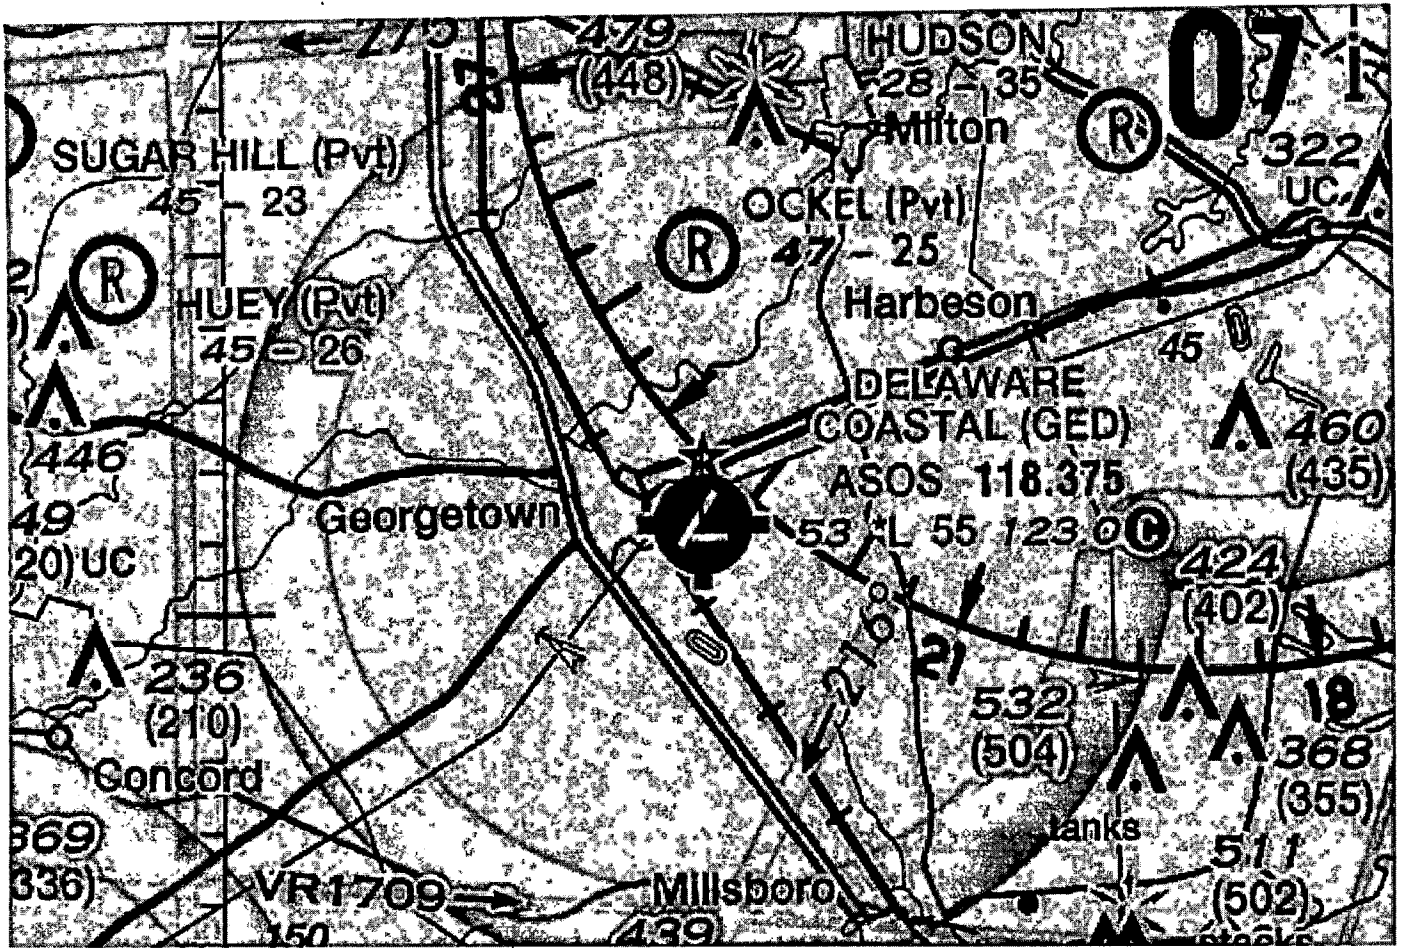 275
479
HUDSON
07
(448)
28 - 35
R
Milton
322
SUGAR HILL (Pvt)
UC
45 - 23
OCKEL (Pvt)
R
47 - 25
R
HUEY (Pvt)
Harbeson
45 - 26
45
DELAWARE
COASTAL (GED)
460
446
(435)
ASOS 118.375
49
Georgetown
53 *L 55 123.0 C
20) UC
424
(402)
21
210
236
532
18
(210)
(504)
368
Concord
(355)
tanks
369
511
336)
(502)
VR1709
Millsboro
150
439
stacks